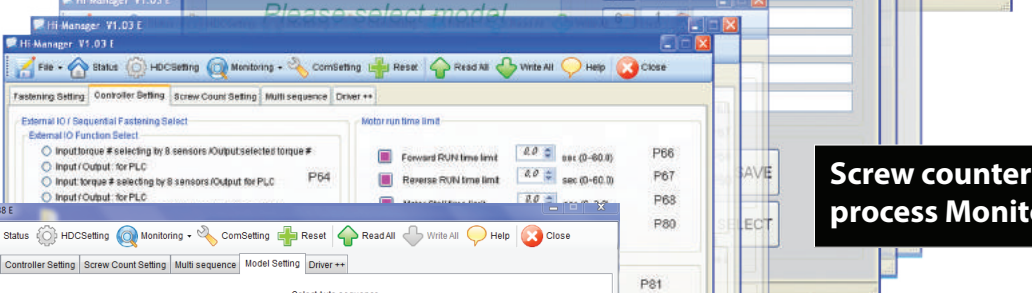 Please select model
Hi-Manager V1.03 E
Hi-Manager V1.03 E
File Status HDCSetting Monitoring ComSetting Reset Read All Write All Help Close
Fastening Setting Controller Setting Screw Count Setting Multi sequence Driver ++
External IO / Sequential Fastening Select
External IO Function Select
Input:torque # selecting by 8 sensors /Output:selected torque #
Input / Output : for PLC
Input: torque # selecting by 8 sensors /Output for PLC
Input / Output : for PLC
P64
Motor run time limit
Forward RUN time limit 0.0 sec (0~60.0) P66
Reverse RUN time limit 0.0 sec (0~60.0) P67
0.0 P68
P80
P81
SAVE
Screw counter
Status HDCSetting Monitoring ComSetting Reset Read All Write All Help Close
Controller Setting Screw Count Setting Multi sequence Model Setting Driver ++
process